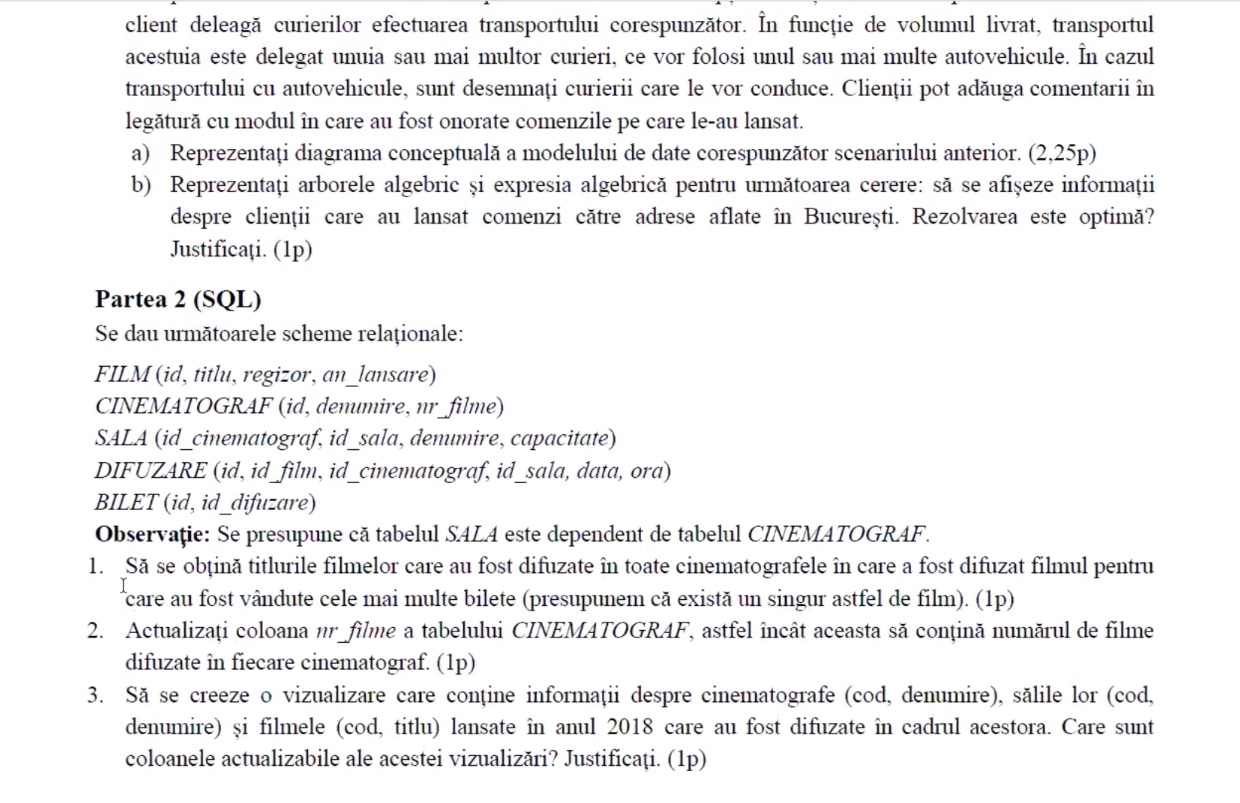 client deleagă curierilor efectuarea transportului corespunzător. În funcție de volumul livrat, transportul
acestuia este delegat unuia sau mai multor curieri, ce vor folosi unul sau mai multe autovehicule. În cazul
transportului cu autovehicule, sunt desemnați curierii care le vor conduce. Clienții pot adăuga comentarii în
legătură cu modul în care au fost onorate comenzile pe care le-au lansat.
a) Reprezentați diagrama conceptuală a modelului de date corespunzător scenariului anterior. (2,25p)
b) Reprezentați arborele algebric și expresia algebrică pentru următoarea cerere: să se afișeze informații
despre clienții care au lansat comenzi către adrese aflate în București. Rezolvarea este optimă?
Justificați. (1p)
Partea 2 (SQL)
Se dau următoarele scheme relaționale:
FILM (id, titlu, regizor, an_lansare)
CINEMATOGRAF (id, denumire, nr_filme)
SALA (id_cinematograf, id_sala, denumire, capacitate)
DIFUZARE (id, id_film, id_cinematograf, id_sala, data, ora)
BILET (id, id_difuzare)
Observație: Se presupune că tabelul SALA este dependent de tabelul CINEMATOGRAF.
1. Să se obțină titlurile filmelor care au fost difuzate în toate cinematografele în care a fost difuzat filmul pentru
care au fost vândute cele mai multe bilete (presupunem că există un singur astfel de film). (1p)
2. Actualizați coloana nr_filme a tabelului CINEMATOGRAF, astfel încât aceasta să conțină numărul de filme
difuzate în fiecare cinematograf. (1p)
3. Să se creeze o vizualizare care conține informații despre cinematografe (cod, denumire), sălile lor (cod,
denumire) și filmele (cod, titlu) lansate în anul 2018 care au fost difuzate în cadrul acestora. Care sunt
coloanele actualizabile ale acestei vizualizări? Justificați. (1p)